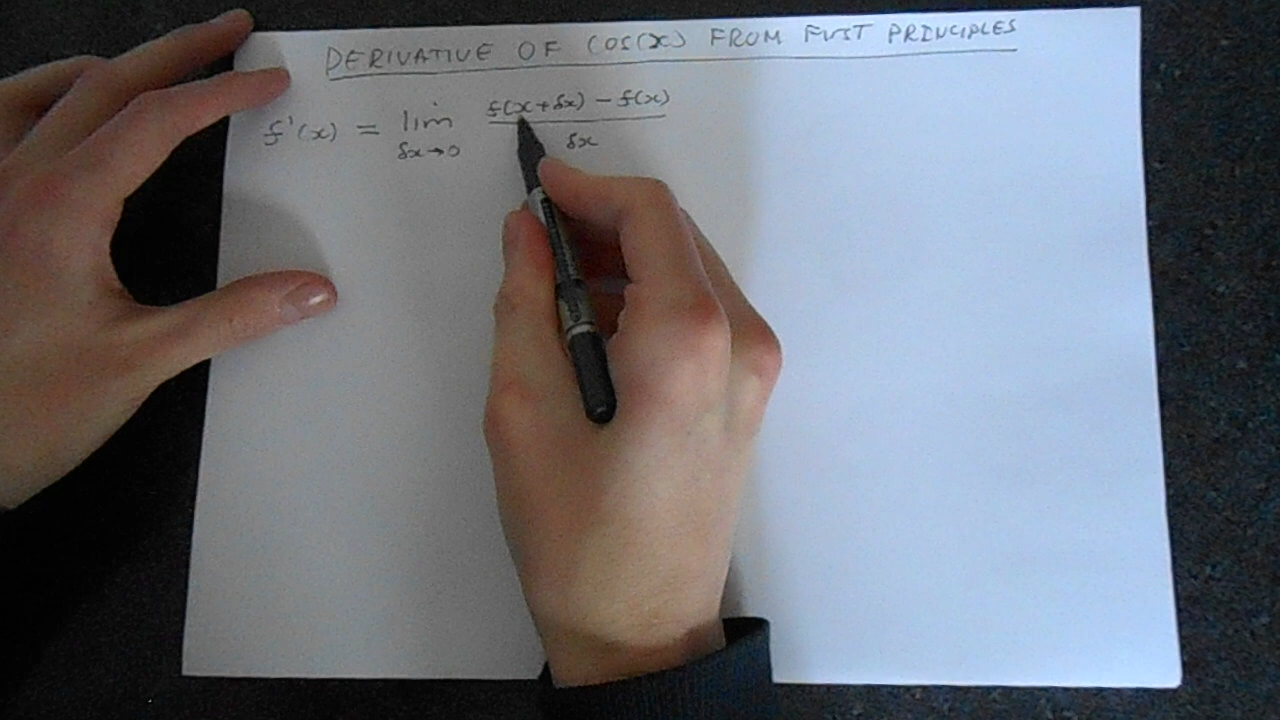 DERIVATIVE OF COS(x) FROM FIRST PRINCIPLES
f'(x) = lim f(x+δx) - f(x)
δx→0 δx